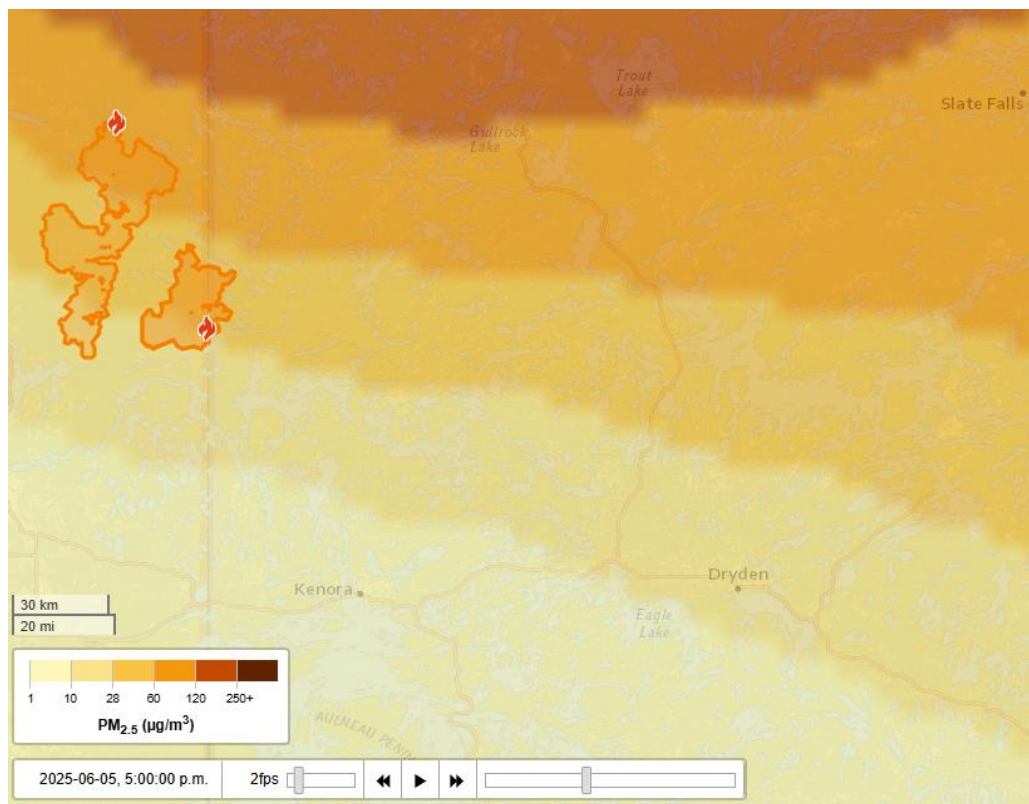 Trout
Lake
Slate Falls
Gullrock
Lake
Kenora
Dryden
Eagle
Lake
30 km
20 mi
1 10 28 60 120 250+
PM2.5 (µg/m³)
AULNEAU PENIN
2025-06-05, 5:00:00 p.m. 2fps